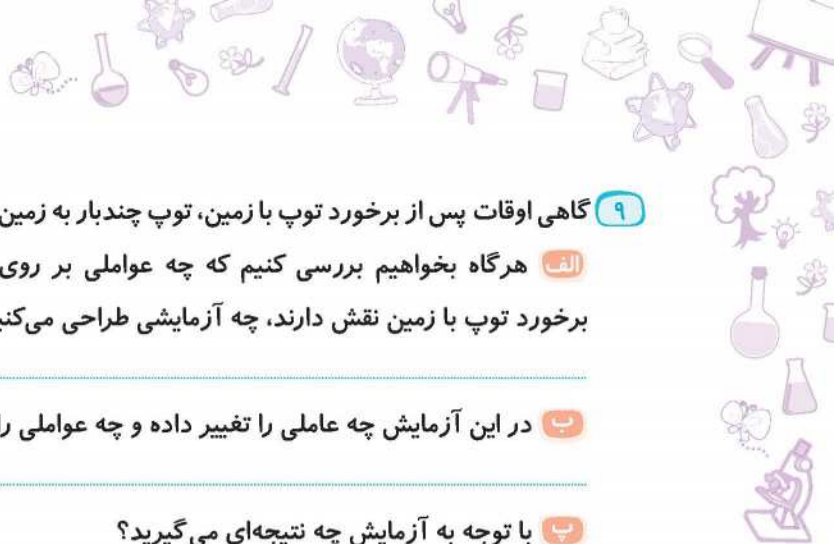 ۹ گاهی اوقات پس از برخورد توپ با زمین، توپ چندبار به زمین
الف هرگاه بخواهیم بررسی کنیم که چه عواملی بر روی
برخورد توپ با زمین نقش دارند، چه آزمایشی طراحی می‌کنی
ب در این آزمایش چه عاملی را تغییر داده و چه عواملی را
پ با توجه به آزمایش چه نتیجه‌ای می‌گیرید؟